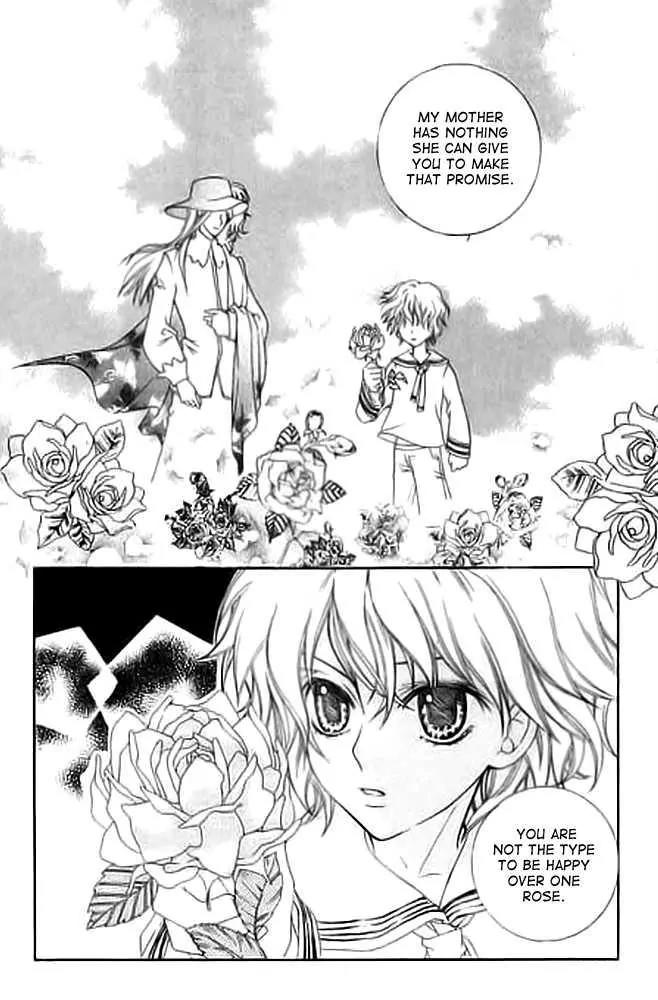 MY MOTHER
HAS NOTHING
SHE CAN GIVE
YOU TO MAKE
THAT PROMISE.
YOU ARE
NOT THE TYPE
TO BE HAPPY
OVER ONE
ROSE.